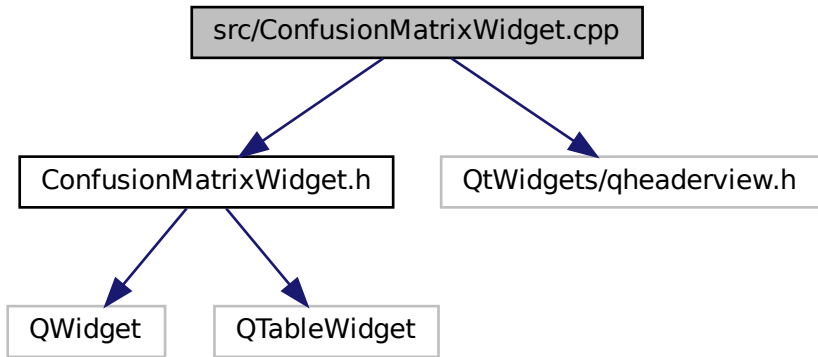 src/ConfusionMatrixWidget.cpp
ConfusionMatrixWidget.h
QtWidgets/qheaderview.h
QWidget
QTableWidget